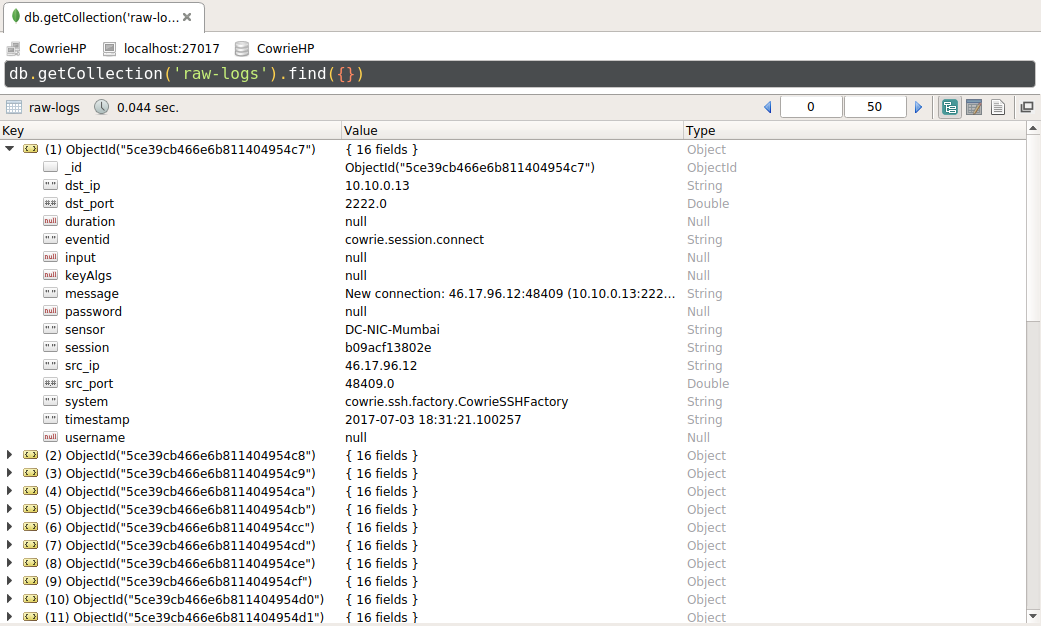 db.getCollection('raw-lo...
CowrieHP localhost:27017 CowrieHP
db.getCollection('raw-logs').find({})
raw-logs 0.044 sec. 0 50
Key Value Type
(1) ObjectId("5ce39cb466e6b811404954c7") { 16 fields } Object
_id ObjectId("5ce39cb466e6b811404954c7") ObjectId
"" dst_ip 10.10.0.13 String
## dst_port 2222.0 Double
null duration null Null
"" eventid cowrie.session.connect String
null input null Null
null keyAlgs null Null
"" message New connection: 46.17.96.12:48409 (10.10.0.13:222... String
null password null Null
"" sensor DC-NIC-Mumbai String
"" session b09acf13802e String
"" src_ip 46.17.96.12 String
## src_port 48409.0 Double
"" system cowrie.ssh.factory.CowrieSSHFactory String
"" timestamp 2017-07-03 18:31:21.100257 String
null username null Null
(2) ObjectId("5ce39cb466e6b811404954c8") { 16 fields } Object
(3) ObjectId("5ce39cb466e6b811404954c9") { 16 fields } Object
(4) ObjectId("5ce39cb466e6b811404954ca") { 16 fields } Object
(5) ObjectId("5ce39cb466e6b811404954cb") { 16 fields } Object
(6) ObjectId("5ce39cb466e6b811404954cc") { 16 fields } Object
(7) ObjectId("5ce39cb466e6b811404954cd") { 16 fields } Object
(8) ObjectId("5ce39cb466e6b811404954ce") { 16 fields } Object
(9) ObjectId("5ce39cb466e6b811404954cf") { 16 fields } Object
(10) ObjectId("5ce39cb466e6b811404954d0") { 16 fields } Object
(11) ObjectId("5ce39cb466e6b811404954d1") { 16 fields } Object